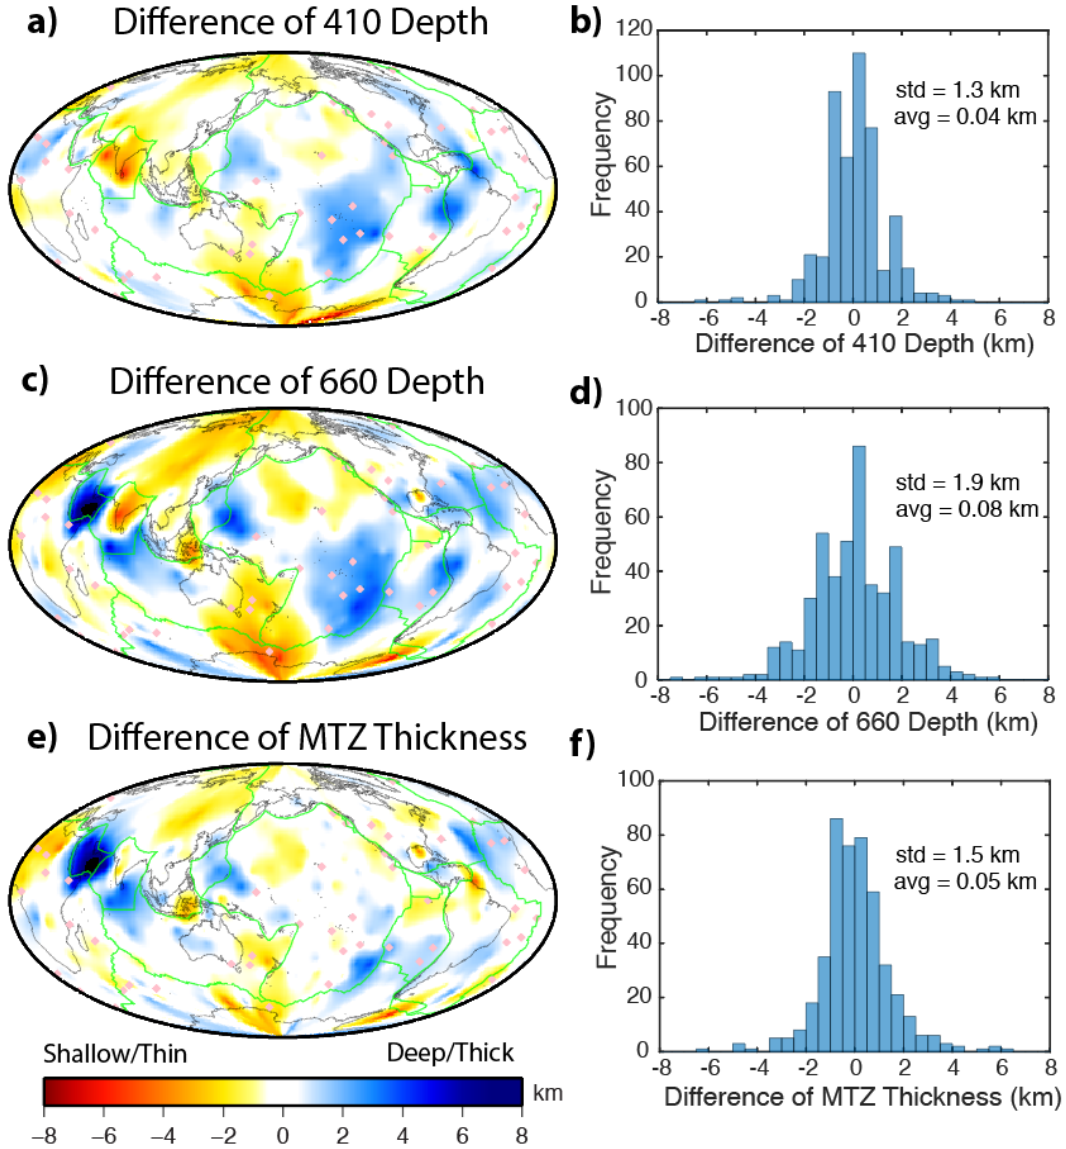 a) Difference of 410 Depth
b)
120
100
80
60
40
20
0
Frequency
std = 1.3 km
avg = 0.04 km
-8 -6 -4 -2 0 2 4 6 8
Difference of 410 Depth (km)
c) Difference of 660 Depth
d)
100
80
60
40
20
0
Frequency
std = 1.9 km
avg = 0.08 km
-8 -6 -4 -2 0 2 4 6 8
Difference of 660 Depth (km)
e) Difference of MTZ Thickness
f)
100
80
60
40
20
0
Frequency
std = 1.5 km
avg = 0.05 km
-8 -6 -4 -2 0 2 4 6 8
Difference of MTZ Thickness (km)
Shallow/Thin Deep/Thick
km
−8 −6 −4 −2 0 2 4 6 8